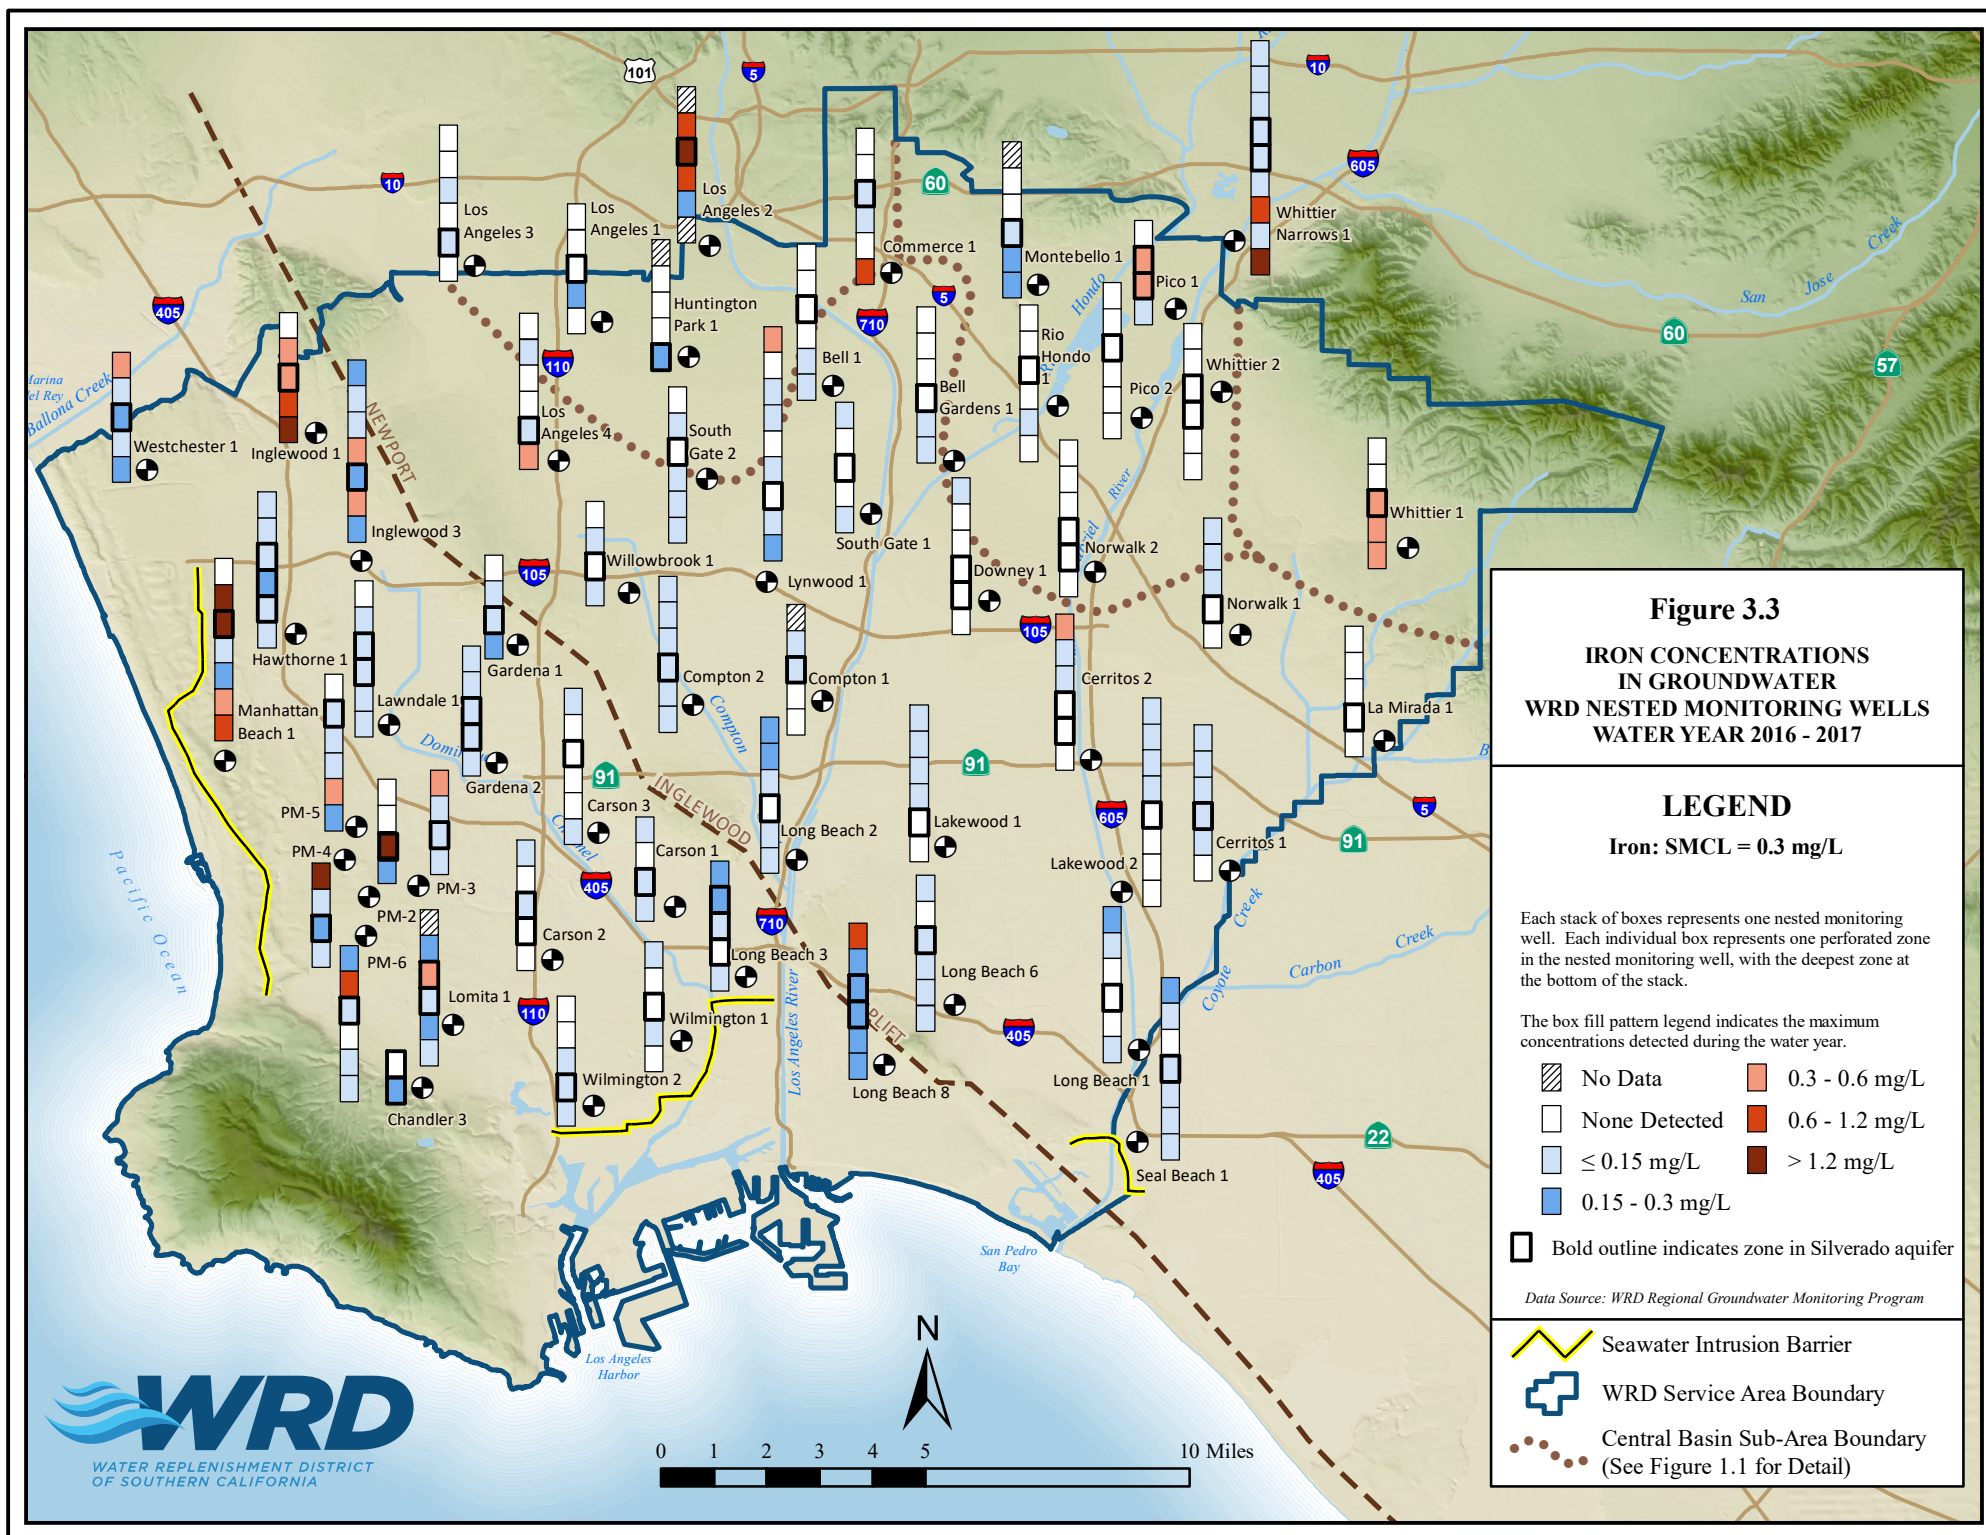 101
5
10
10
605
60
Los
Angeles 3
Los
Angeles 1
Los
Angeles 2
Commerce 1
Montebello 1
Pico 1
Whittier
Narrows 1
Hondo
San
Jose
Creek
405
60
57
Huntington
Park 1
5
710
110
Bell 1
Rio
Hondo
1
Whittier 2
Pico 2
Bell
Gardens 1
Ballona Creek
Westchester 1
Inglewood 1
NEWPORT
Los
Angeles 4
South
Gate 2
Inglewood 3
South Gate 1
River
Whittier 1
Norwalk 2
Willowbrook 1
105
Lynwood 1
Downey 1
Norwalk 1
105
Hawthorne 1
Gardena 1
Lawndale 1
Compton 2
Compton 1
Cerritos 2
La Mirada 1
Manhattan
Beach 1
Compton
Gardena 2
91
91
INGLEWOOD
PM-5
Carson 3
Long Beach 2
Lakewood 1
605
5
91
Cerritos 1
PM-4
Carson 1
Lakewood 2
PM-3
405
PM-2
Pacific Ocean
710
Carson 2
Long Beach 3
Long Beach 6
Creek
Coyote
Carbon
Creek
PM-6
Lomita 1
110
Wilmington 1
Los Angeles River
405
Wilmington 2
Long Beach 8
Long Beach 1
Chandler 3
22
Seal Beach 1
405
San Pedro
Bay
Los Angeles
Harbor
N
0 1 2 3 4 5 10 Miles
WRD
WATER REPLENISHMENT DISTRICT
OF SOUTHERN CALIFORNIA
Figure 3.3
IRON CONCENTRATIONS
IN GROUNDWATER
WRD NESTED MONITORING WELLS
WATER YEAR 2016 - 2017
LEGEND
Iron: SMCL = 0.3 mg/L
Each stack of boxes represents one nested monitoring
well. Each individual box represents one perforated zone
in the nested monitoring well, with the deepest zone at
the bottom of the stack.
The box fill pattern legend indicates the maximum
concentrations detected during the water year.
No Data
None Detected
≤ 0.15 mg/L
0.15 - 0.3 mg/L
0.3 - 0.6 mg/L
0.6 - 1.2 mg/L
> 1.2 mg/L
Bold outline indicates zone in Silverado aquifer
Data Source: WRD Regional Groundwater Monitoring Program
Seawater Intrusion Barrier
WRD Service Area Boundary
Central Basin Sub-Area Boundary
(See Figure 1.1 for Detail)